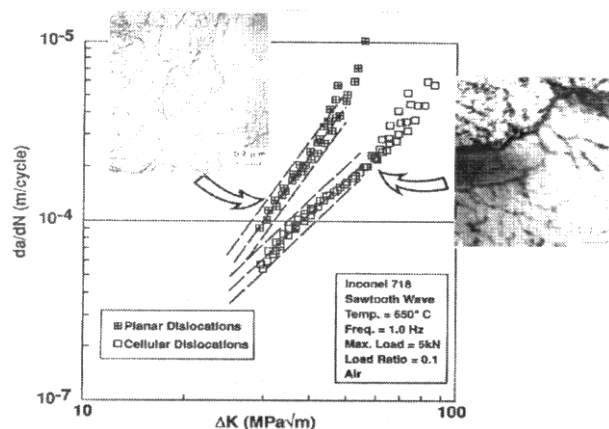 10-5
10-4
10-7
da/dN (m/cycle)
Planar Dislocations
Cellular Dislocations
Inconel 718
Sawtooth Wave
Temp. = 650° C
Freq. = 1.0 Hz
Max. Load = 5kN
Load Ratio = 0.1
Air
10
100
ΔK (MPa√m)